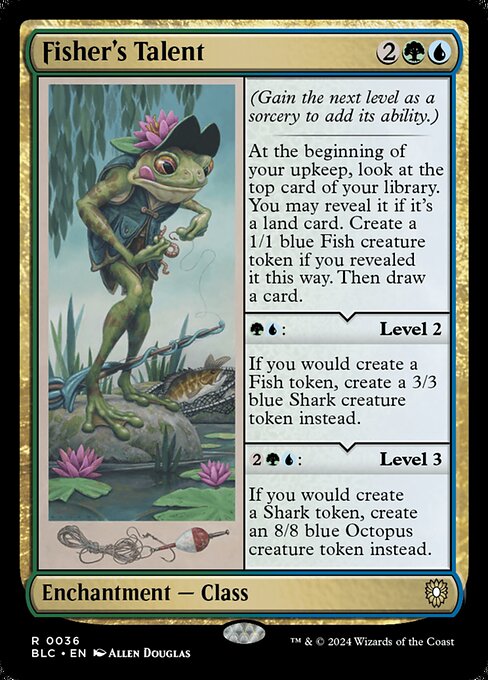 Fisher's Talent 2
(Gain the next level as a
sorcery to add its ability.)
At the beginning of
your upkeep, look at the
top card of your library.
You may reveal it if it's
a land card. Create a
1/1 blue Fish creature
token if you revealed
it this way. Then draw
a card.
: Level 2
If you would create a
Fish token, create a 3/3
blue Shark creature
token instead.
2 : Level 3
If you would create
a Shark token, create
an 8/8 blue Octopus
creature token instead.
Enchantment — Class
R 0036
BLC • EN Allen Douglas
™ & © 2024 Wizards of the Coast